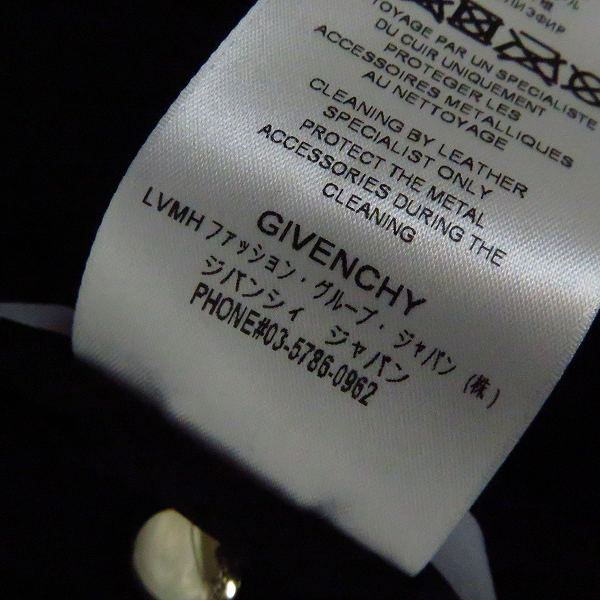 ИЙ ЭФИР
TOYAGE PAR UN SPECIALISTE
DU CUIR UNIQUEMENT
PROTEGER LES
ACCESSOIRES METALLIQUES
AU NETTOYAGE
CLEANING BY LEATHER
SPECIALIST ONLY
PROTECT THE METAL
ACCESSORIES DURING THE
CLEANING
GIVENCHY
LVMH ファッション・グループ・ジャパン (株)
ジバンシィ ジャパン
PHONE#03-5786-0962